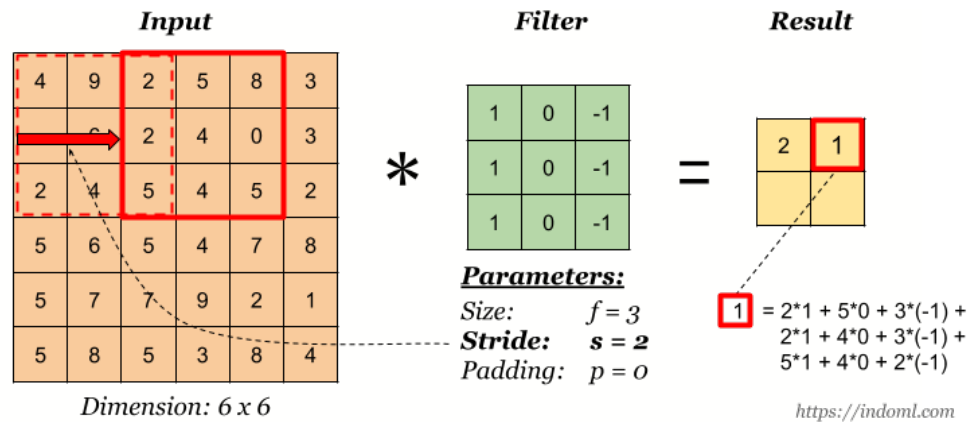 Input
4 9 2 5 8 3
2 4 0 3
2 4 5 4 5 2
5 6 5 4 7 8
5 7 7 9 2 1
5 8 5 3 8 4
Dimension: 6 x 6
*
Filter
1 0 -1
1 0 -1
1 0 -1
Parameters:
Size: f = 3
Stride: s = 2
Padding: p = 0
=
Result
2 1
1 = 2*1 + 5*0 + 3*(-1) +
2*1 + 4*0 + 3*(-1) +
5*1 + 4*0 + 2*(-1)
https://indoml.com